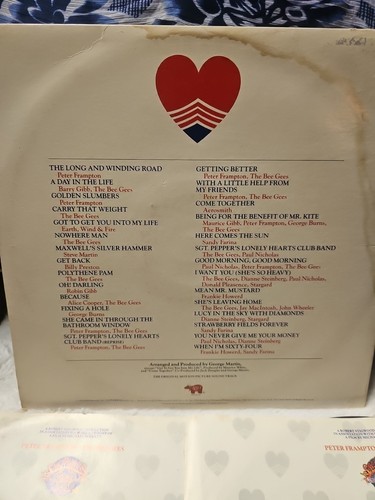 THE LONG AND WINDING ROAD
Peter Frampton
A DAY IN THE LIFE
Barry Gibb, The Bee Gees
GOLDEN SLUMBERS
Peter Frampton
CARRY THAT WEIGHT
The Bee Gees
GOT TO GET YOU INTO MY LIFE
Earth, Wind & Fire
NOWHERE MAN
The Bee Gees
MAXWELL'S SILVER HAMMER
Steve Martin
GET BACK
Billy Preston
POLYTHENE PAM
The Bee Gees
OH! DARLING
Robin Gibb
BECAUSE
Alice Cooper, The Bee Gees
FIXING A HOLE
George Burns
SHE CAME IN THROUGH THE
BATHROOM WINDOW
Peter Frampton, The Bee Gees
SGT. PEPPER'S LONELY HEARTS
CLUB BAND (REPRISE)
Peter Frampton, The Bee Gees
GETTING BETTER
Peter Frampton, The Bee Gees
WITH A LITTLE HELP FROM
MY FRIENDS
Peter Frampton, The Bee Gees
COME TOGETHER
Aerosmith
BEING FOR THE BENEFIT OF MR. KITE
Maurice Gibb, Peter Frampton, George Burns,
The Bee Gees
HERE COMES THE SUN
Sandy Farina
SGT. PEPPER'S LONELY HEARTS CLUB BAND
The Bee Gees, Paul Nicholas
GOOD MORNING, GOOD MORNING
Paul Nicholas, Peter Frampton, The Bee Gees
I WANT YOU (SHE'S SO HEAVY)
The Bee Gees, Dianne Steinberg, Paul Nicholas,
Donald Pleasence, Stargard
MEAN MR. MUSTARD
Frankie Howerd
SHE'S LEAVING HOME
The Bee Gees, Jay MacIntosh, John Wheeler
LUCY IN THE SKY WITH DIAMONDS
Dianne Steinberg, Stargard
STRAWBERRY FIELDS FOREVER
Sandy Farina
YOU NEVER GIVE ME YOUR MONEY
Paul Nicholas, Dianne Steinberg
WHEN I'M SIXTY-FOUR
Frankie Howerd, Sandy Farina
Arranged and Produced by George Martin,
THE ORIGINAL MOTION PICTURE SOUNDTRACK
PETER FRAMPTON